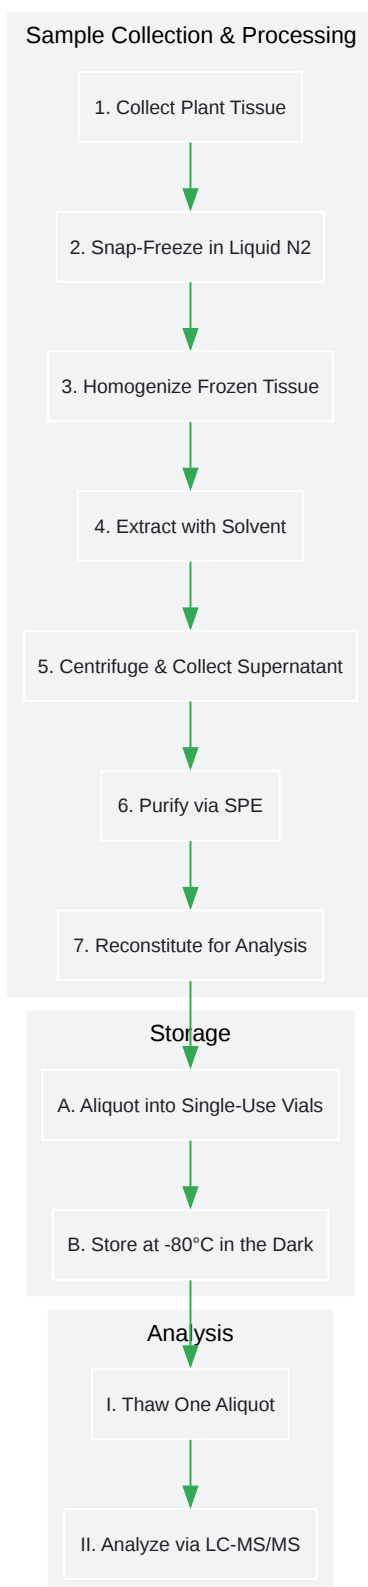 Sample Collection & Processing
1. Collect Plant Tissue
2. Snap-Freeze in Liquid N2
3. Homogenize Frozen Tissue
4. Extract with Solvent
5. Centrifuge & Collect Supernatant
6. Purify via SPE
7. Reconstitute for Analysis
Storage
A. Aliquot into Single-Use Vials
B. Store at -80°C in the Dark
Analysis
I. Thaw One Aliquot
II. Analyze via LC-MS/MS